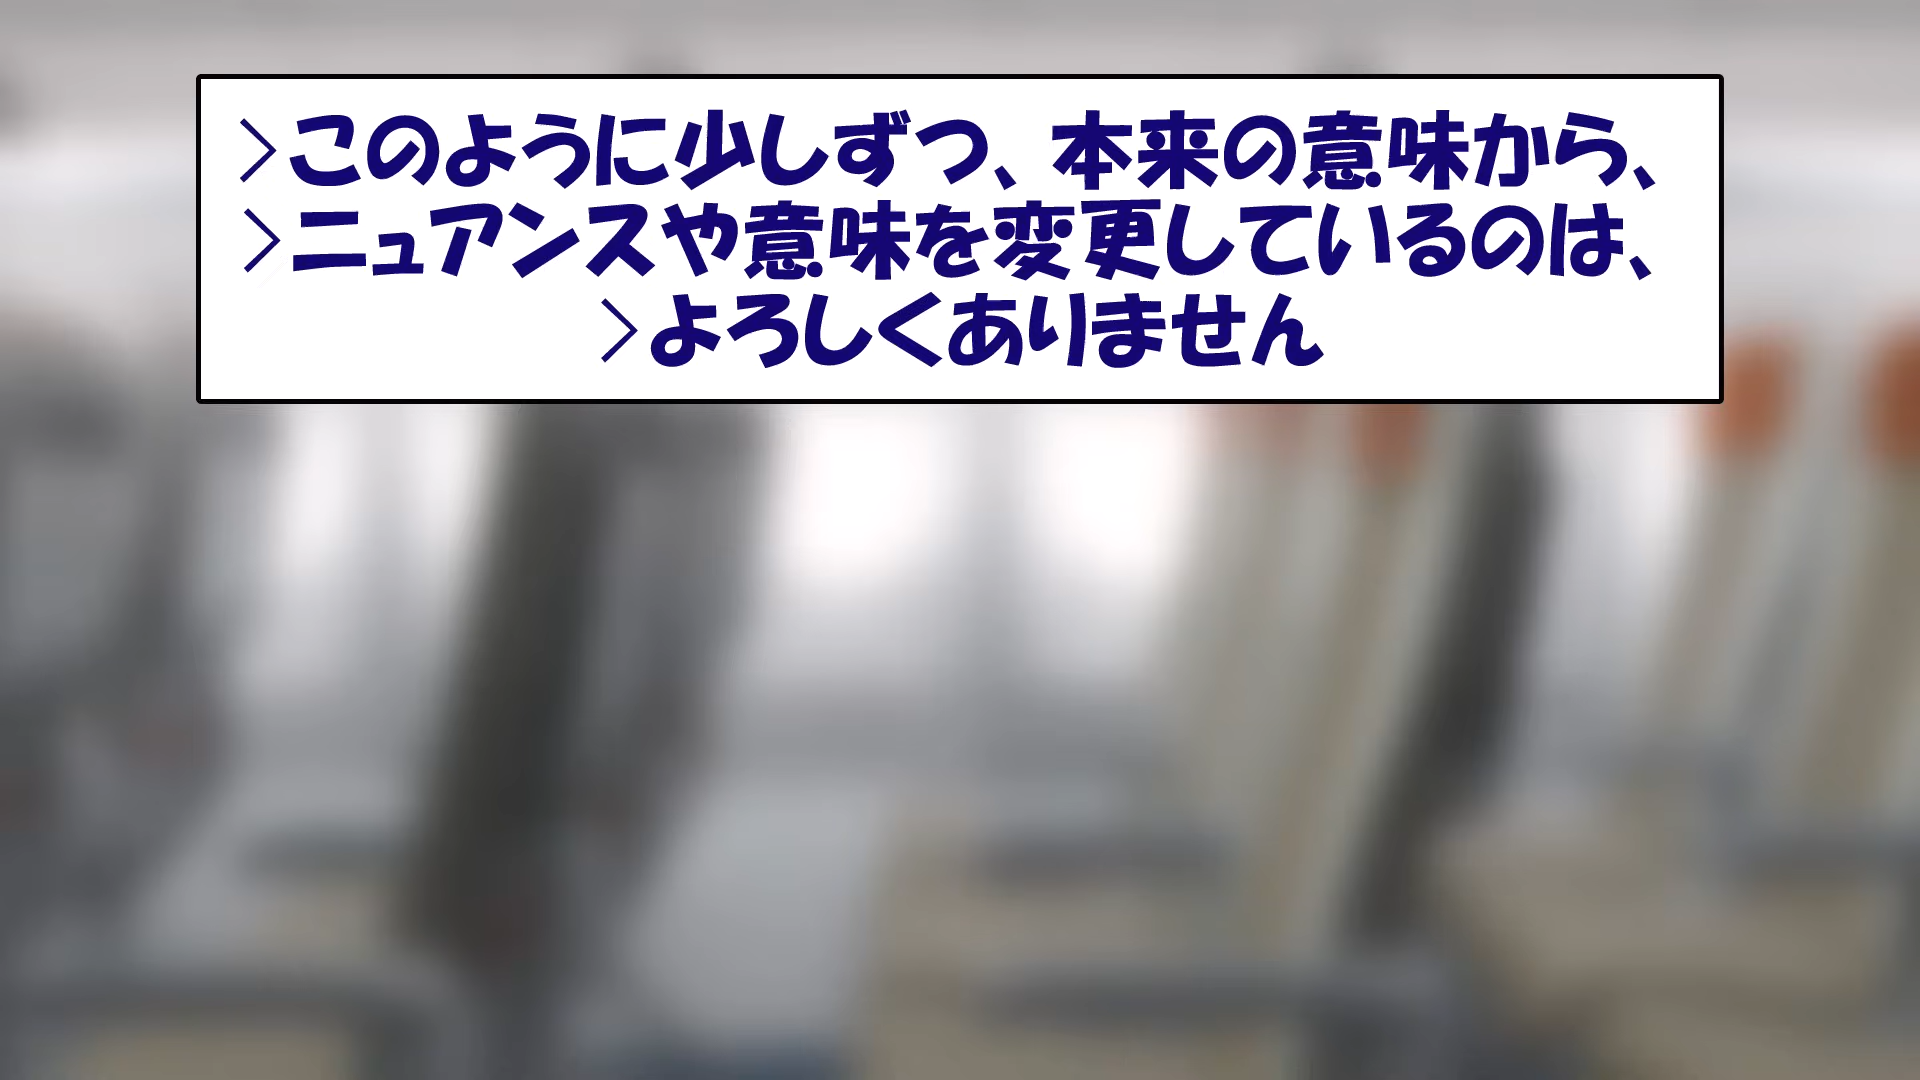 >このように少しずつ、本来の意味から、
>ニュアンスや意味を変更しているのは、
>よろしくありません